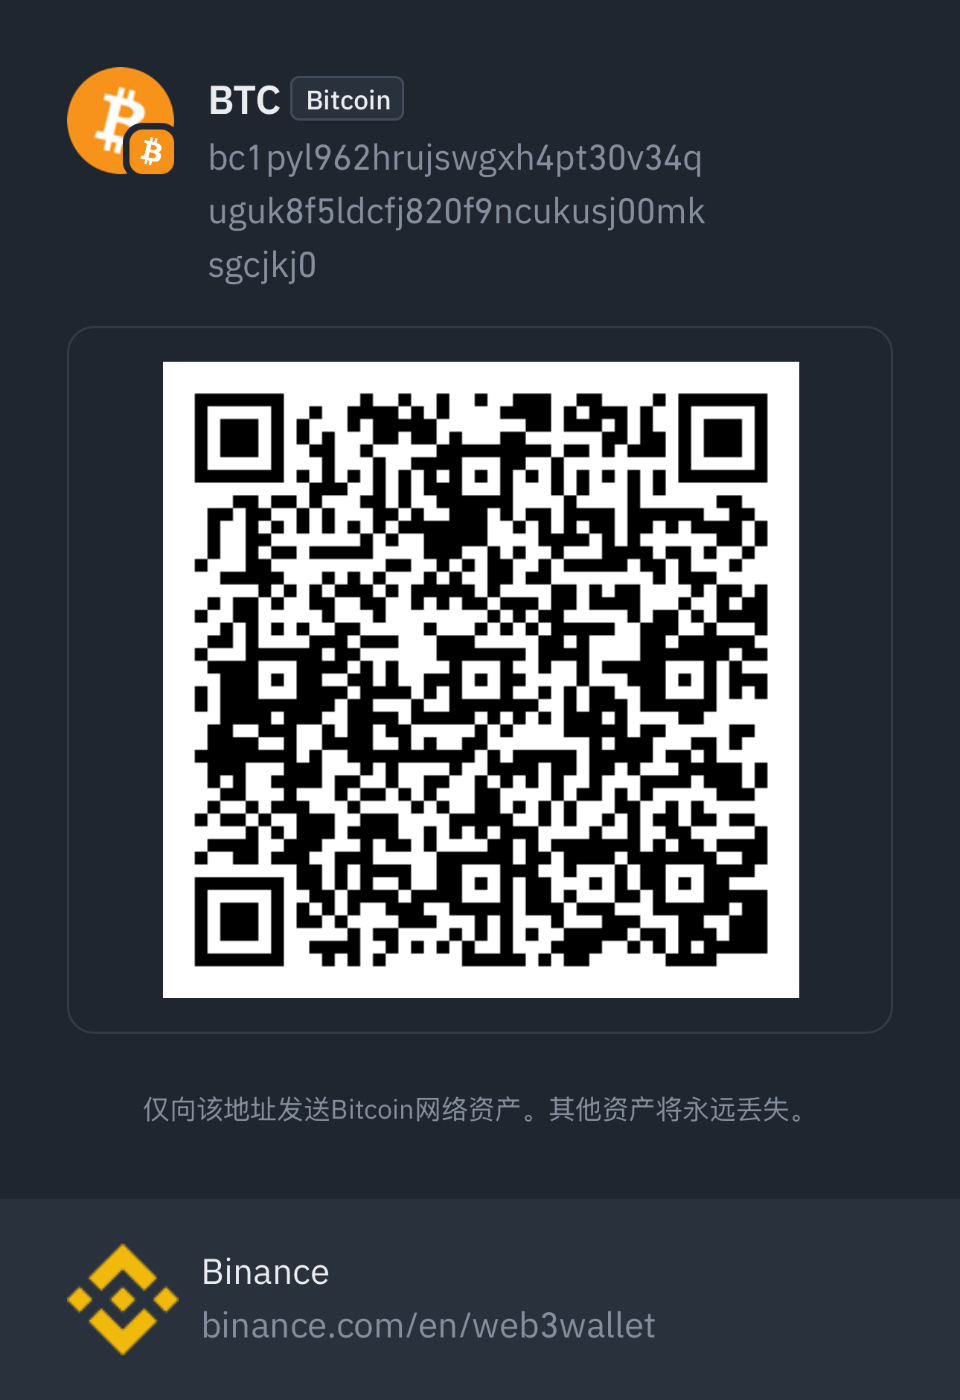 BTC Bitcoin
bc1pyl962hrujswgxh4pt30v34q
uguk8f5ldcfj820f9ncukusj00mk
sgcjkj0
仅向该地址发送Bitcoin网络资产。其他资产将永远丢失。
Binance
binance.com/en/web3wallet